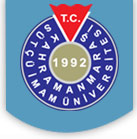 T.C.
KAHRAMANMARAŞ
SÜTÇÜ İMAM ÜNİVERSİTESİ
1992